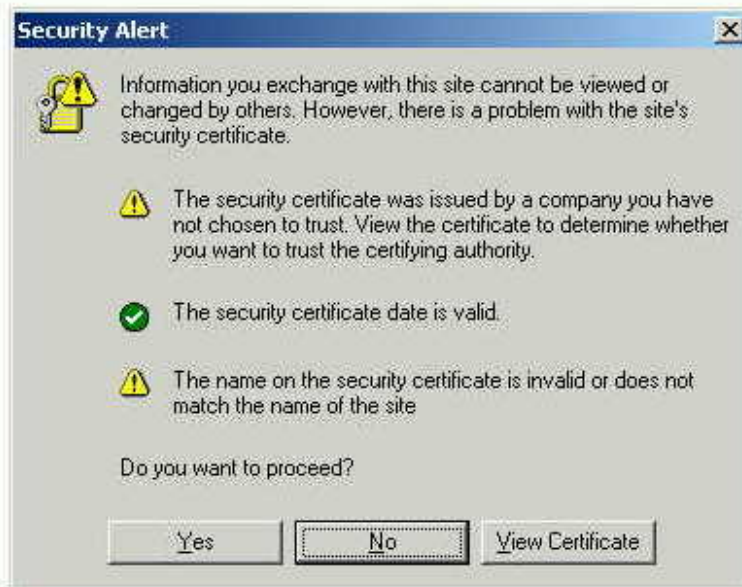 Security Alert
Information you exchange with this site cannot be viewed or
changed by others. However, there is a problem with the site's
security certificate.
The security certificate was issued by a company you have
not chosen to trust. View the certificate to determine whether
you want to trust the certifying authority.
The security certificate date is valid.
The name on the security certificate is invalid or does not
match the name of the site
Do you want to proceed?
Yes No View Certificate